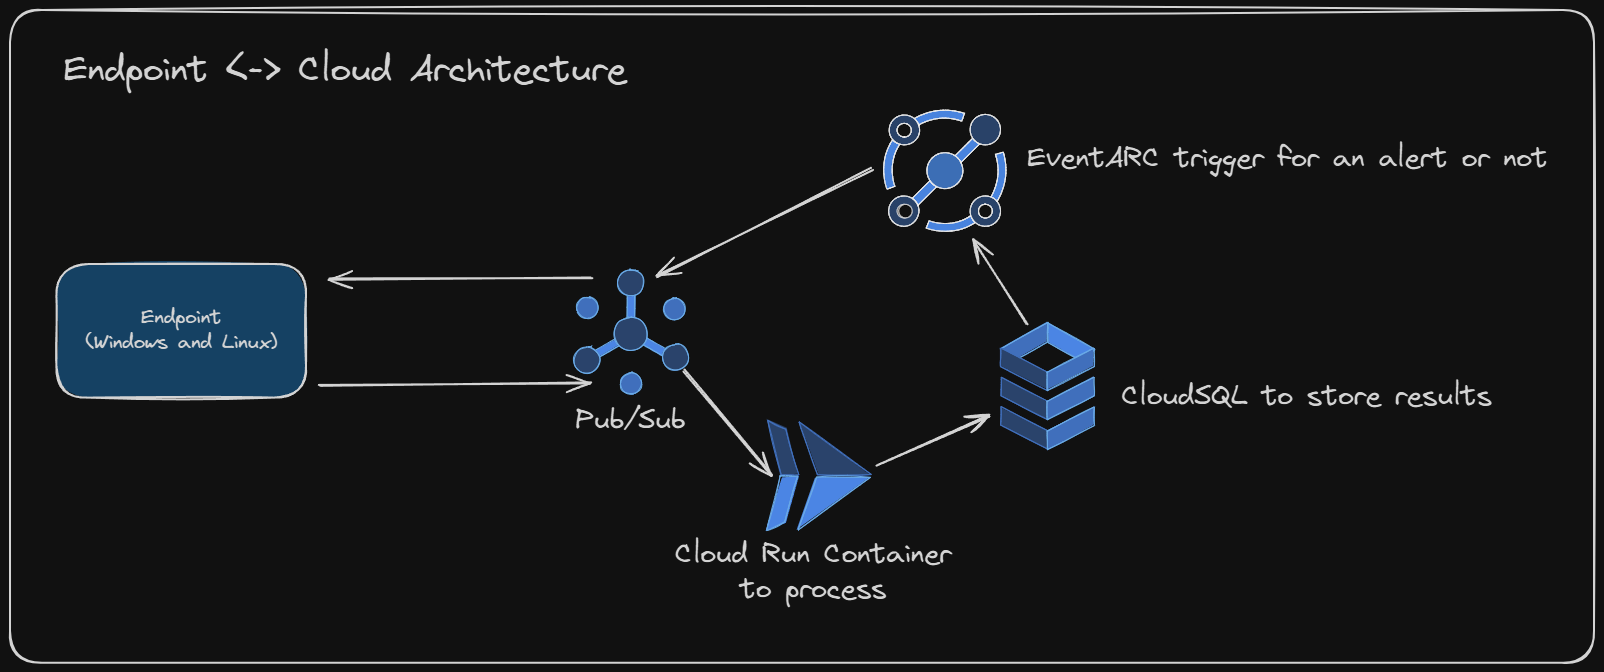 Endpoint <-> Cloud Architecture
EventARC trigger for an alert or not
Endpoint
(Windows and Linux)
Pub/Sub
CloudSQL to store results
Cloud Run Container
to process